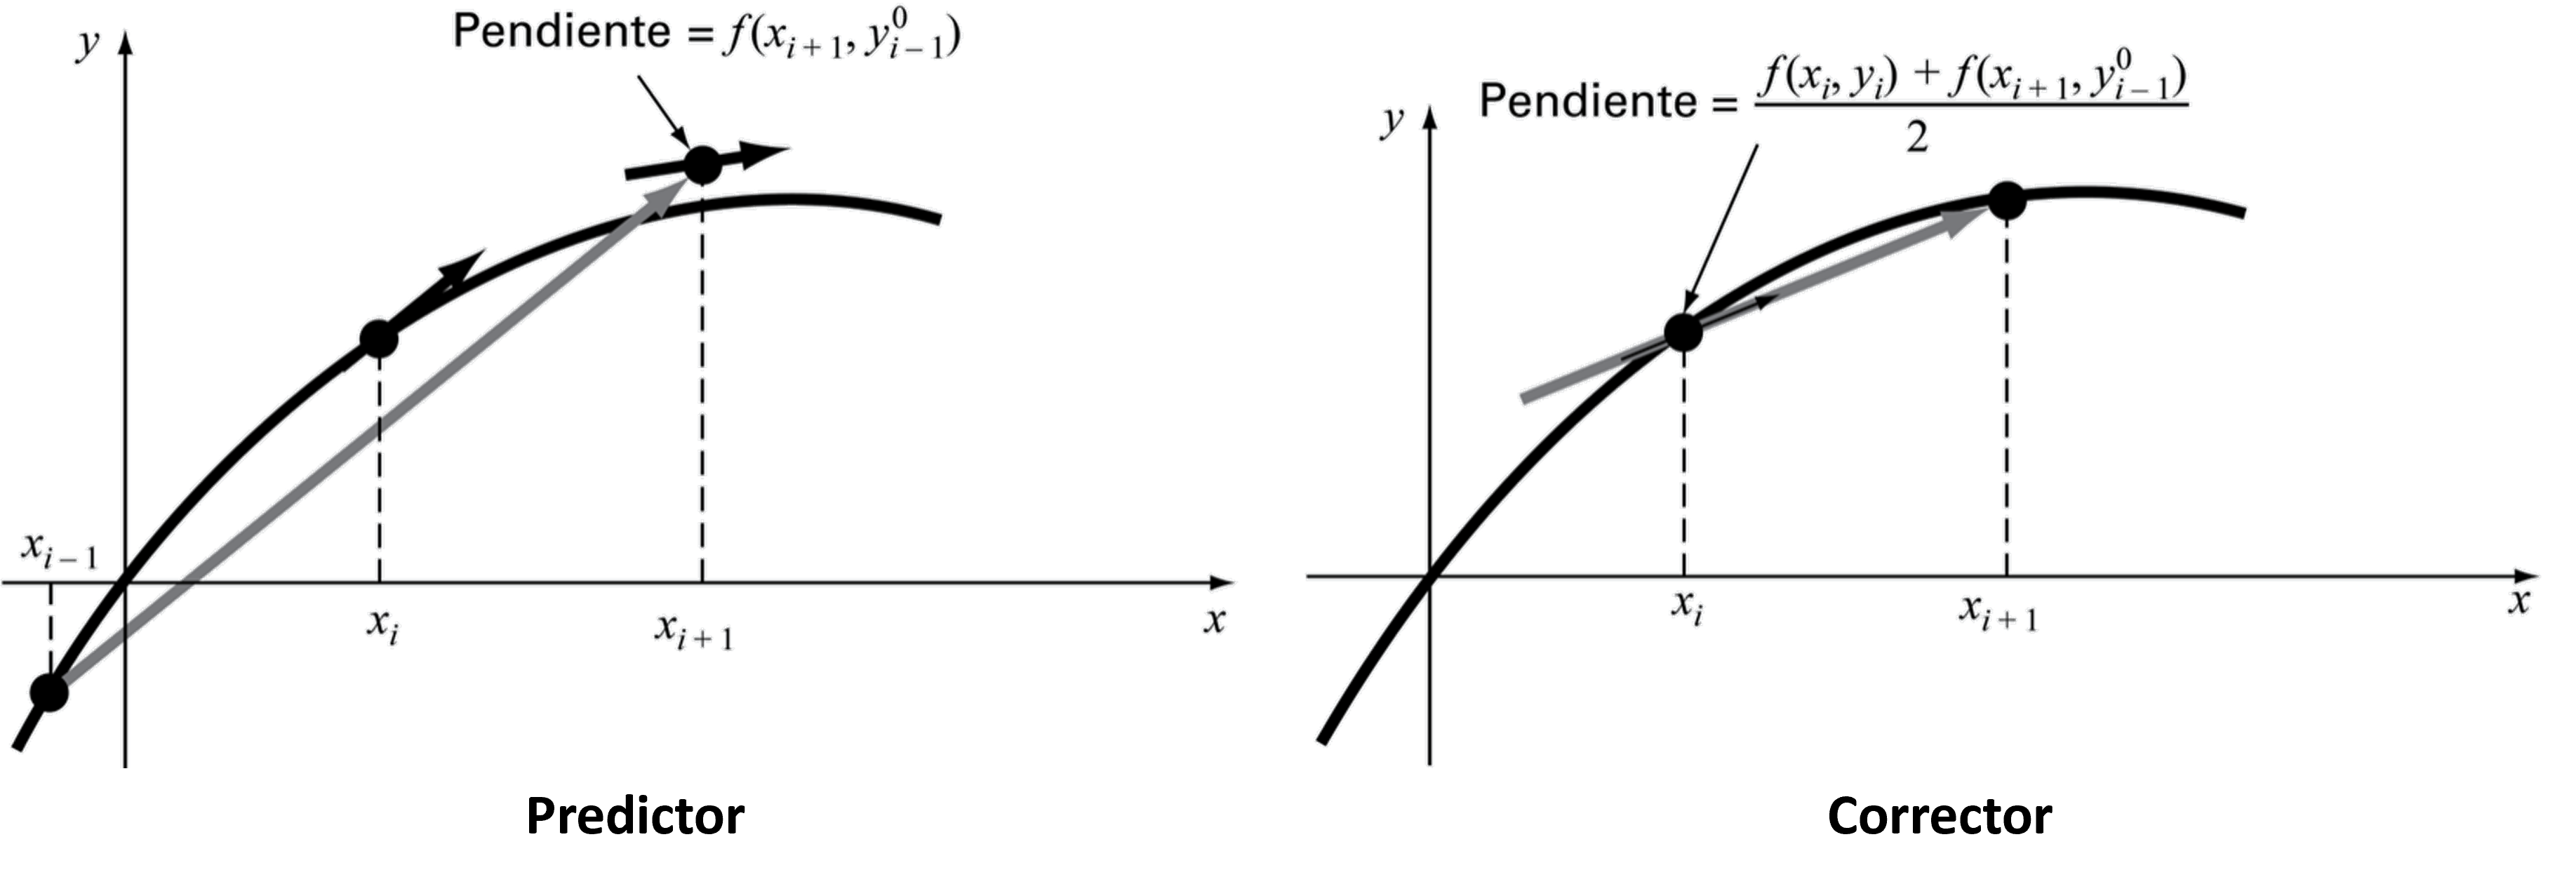 Pendiente = f(x_{i+1}, y_{i-1}^0)
y
x_{i-1}
x_i
x_{i+1}
x
Predictor
Pendiente = \frac{f(x_i, y_i) + f(x_{i+1}, y_{i-1}^0)}{2}
y
x_i
x_{i+1}
x
Corrector